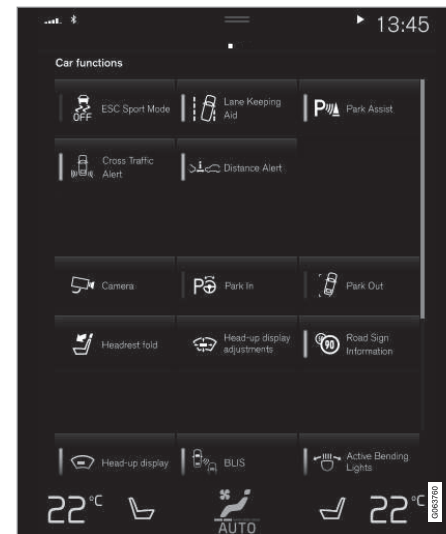 13:45
Car functions
OFF
ESC Sport Mode
Lane Keeping
Aid
P
Park Assist
Cross Traffic
Alert
Distance Alert
Camera
P
Park In
Park Out
Headrest fold
Head-up display
adjustments
90
Road Sign
Information
Head-up display
BLIS
Active Bending
Lights
22°C
AUTO
22°C
G063760